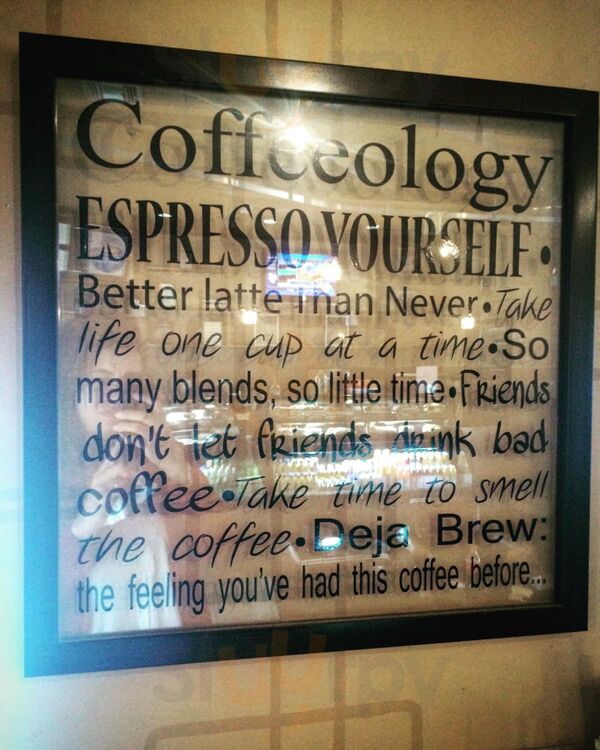 Coffeeology
ESPRESSO YOURSELF •
Better latte Than Never • Take
life one cup at a time • So
many blends, so little time • Friends
don't let friends drink bad
coffee • Take time to smell
the coffee • Deja Brew:
the feeling you've had this coffee before...